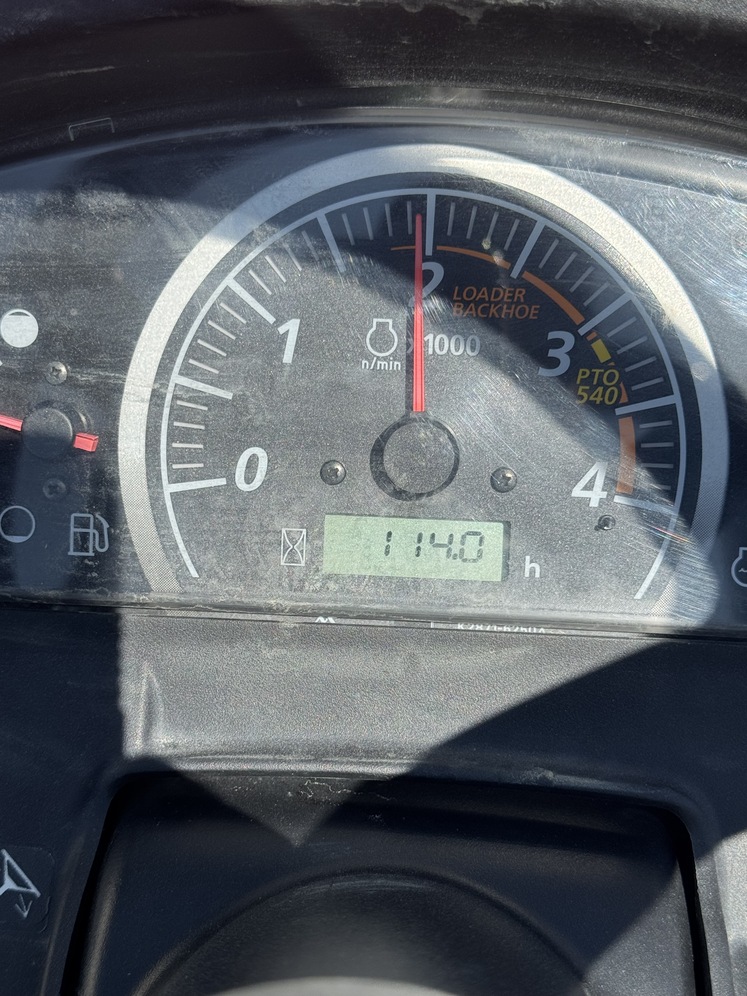 2
LOADER
BACKHOE
1
x1000
n/min
3
PTO
540
0
4
114.0
h